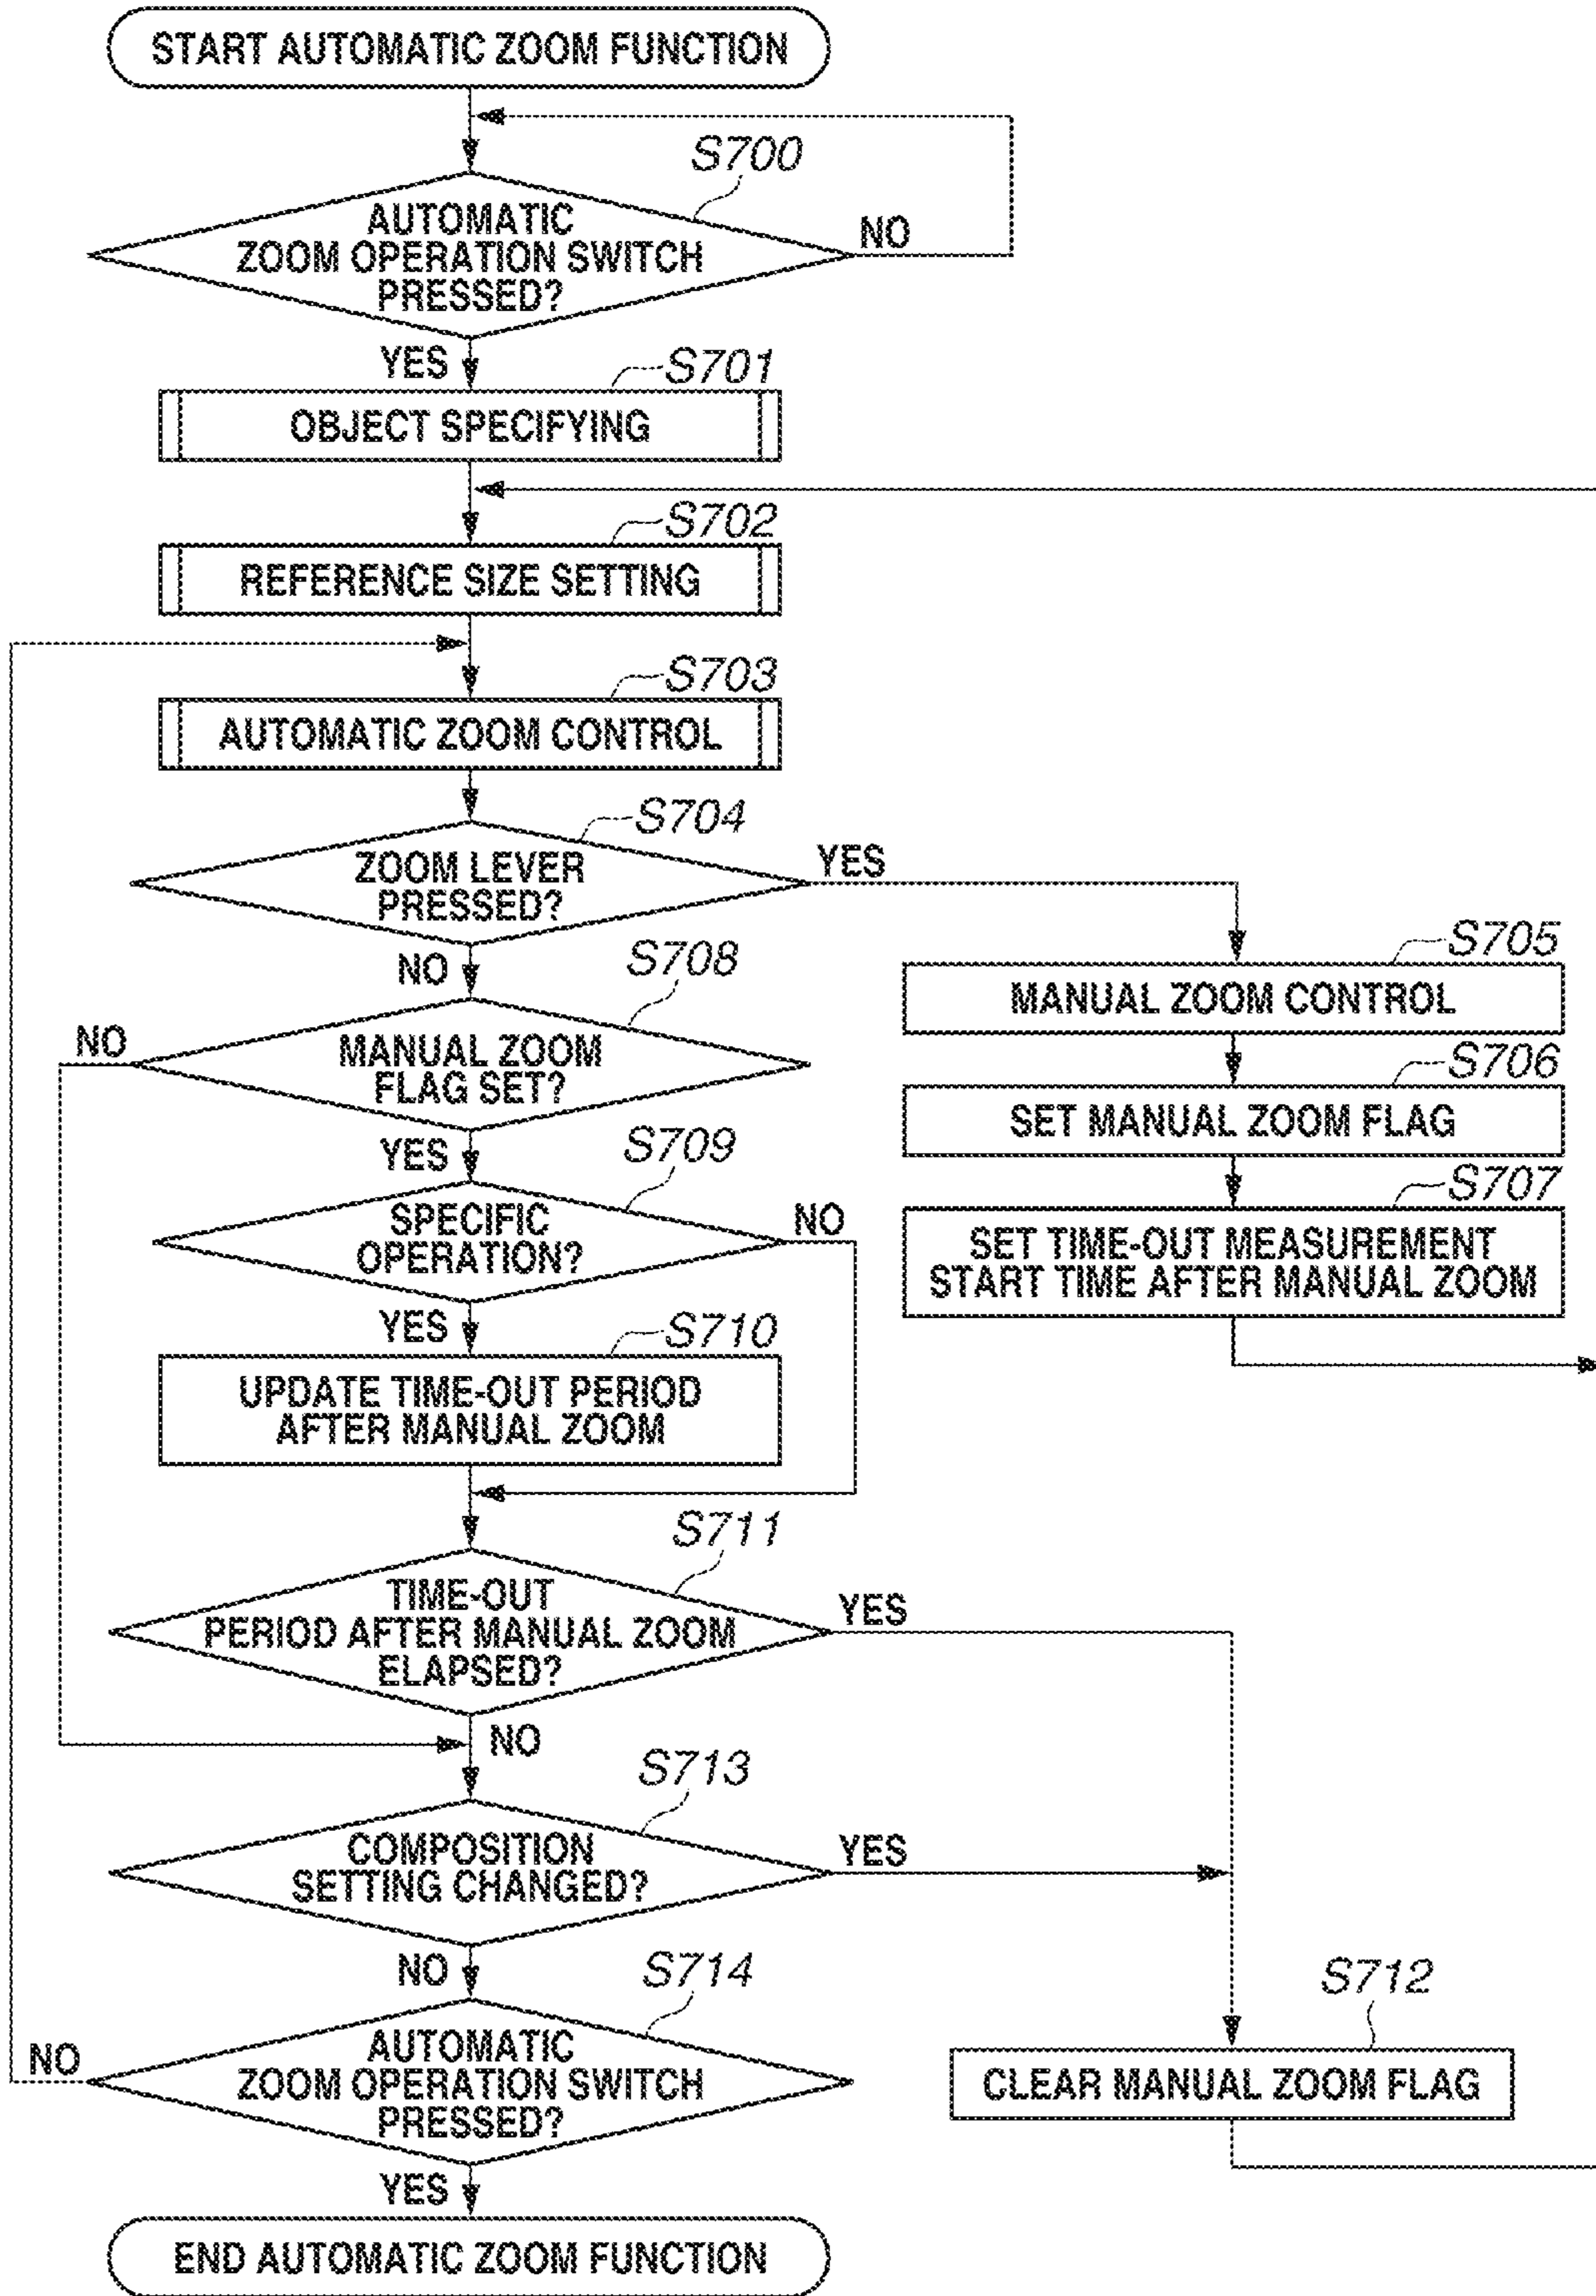 START AUTOMATIC ZOOM FUNCTION
S700
AUTOMATIC
ZOOM OPERATION SWITCH
PRESSED?
NO
YES
S701
OBJECT SPECIFYING
S702
REFERENCE SIZE SETTING
S703
AUTOMATIC ZOOM CONTROL
S704
ZOOM LEVER
PRESSED?
YES
NO
S705
MANUAL ZOOM CONTROL
S706
SET MANUAL ZOOM FLAG
S707
SET TIME-OUT MEASUREMENT
START TIME AFTER MANUAL ZOOM
S708
MANUAL ZOOM
FLAG SET?
NO
YES
S709
SPECIFIC
OPERATION?
NO
YES
S710
UPDATE TIME-OUT PERIOD
AFTER MANUAL ZOOM
S711
TIME-OUT
PERIOD AFTER MANUAL ZOOM
ELAPSED?
YES
NO
S713
COMPOSITION
SETTING CHANGED?
YES
NO
S712
CLEAR MANUAL ZOOM FLAG
S714
AUTOMATIC
ZOOM OPERATION SWITCH
PRESSED?
NO
YES
END AUTOMATIC ZOOM FUNCTION